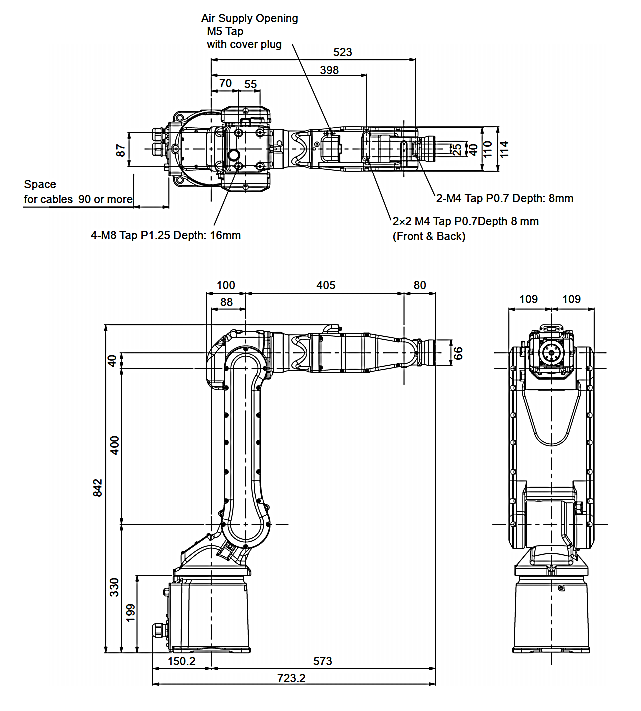 Air Supply Opening
M5 Tap
with cover plug
523
398
70 55
87
25 40 110 114
Space
for cables 90 or more
2-M4 Tap P0.7 Depth: 8mm
2×2 M4 Tap P0.7Depth 8 mm
(Front & Back)
4-M8 Tap P1.25 Depth: 16mm
100 405 80
88
109 109
40
66
400
842
330
199
150.2 573
723.2